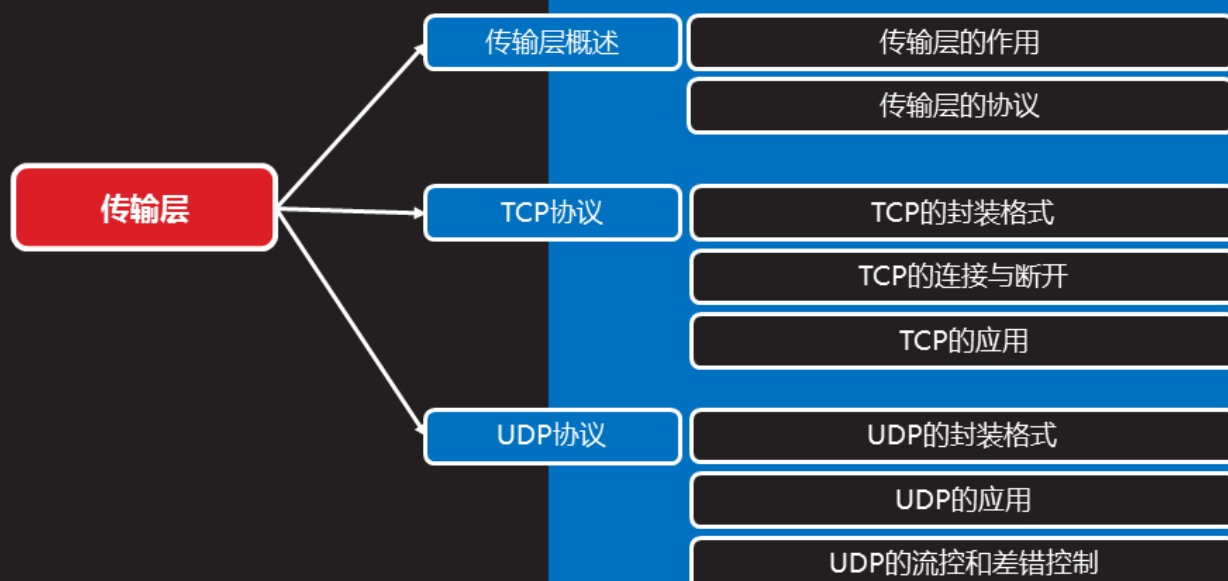 传输层
传输层概述
传输层的作用
传输层的协议
TCP协议
TCP的封装格式
TCP的连接与断开
TCP的应用
UDP协议
UDP的封装格式
UDP的应用
UDP的流控和差错控制